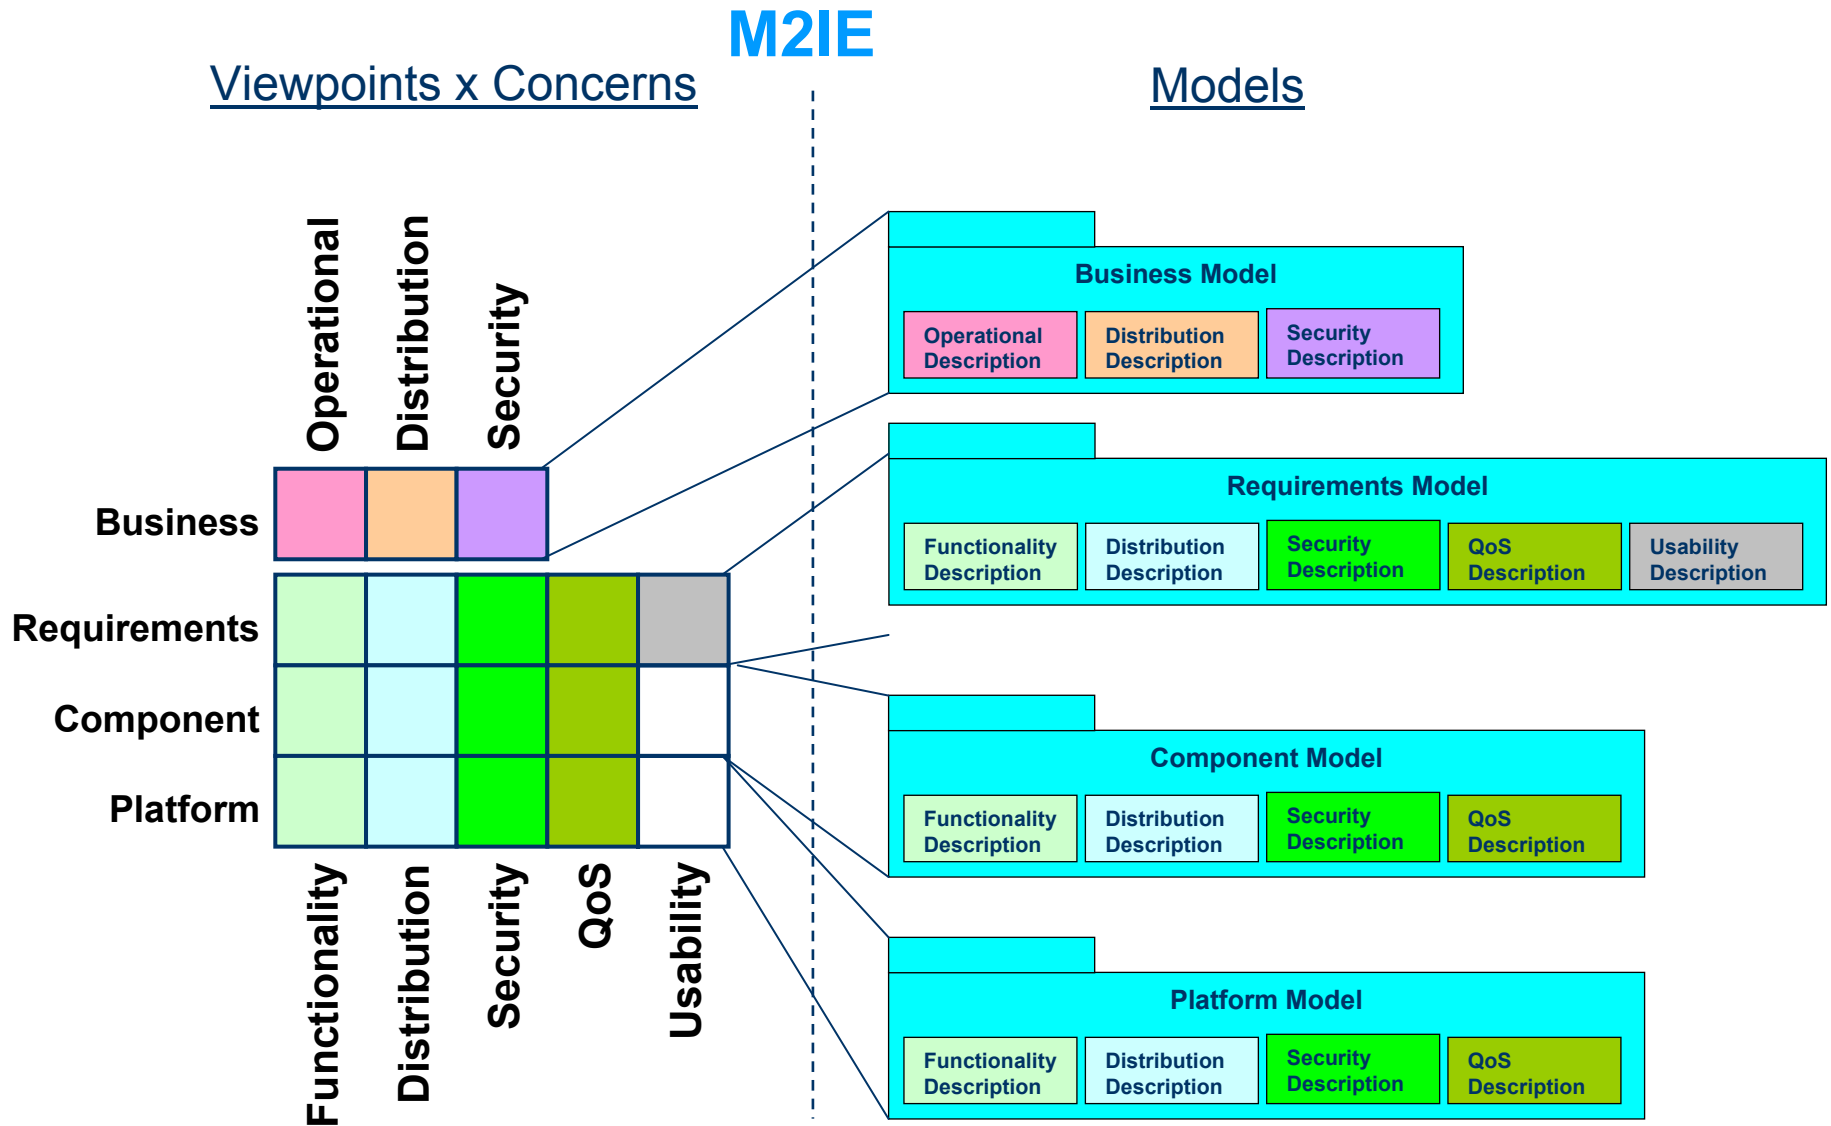 M2IE
Viewpoints x Concerns
Models
Operational
Distribution
Security
Business
Requirements
Component
Platform
Functionality
Distribution
Security
QoS
Usability
Business Model
Operational
Description
Distribution
Description
Security
Description
Requirements Model
Functionality
Description
Distribution
Description
Security
Description
QoS
Description
Usability
Description
Component Model
Functionality
Description
Distribution
Description
Security
Description
QoS
Description
Platform Model
Functionality
Description
Distribution
Description
Security
Description
QoS
Description